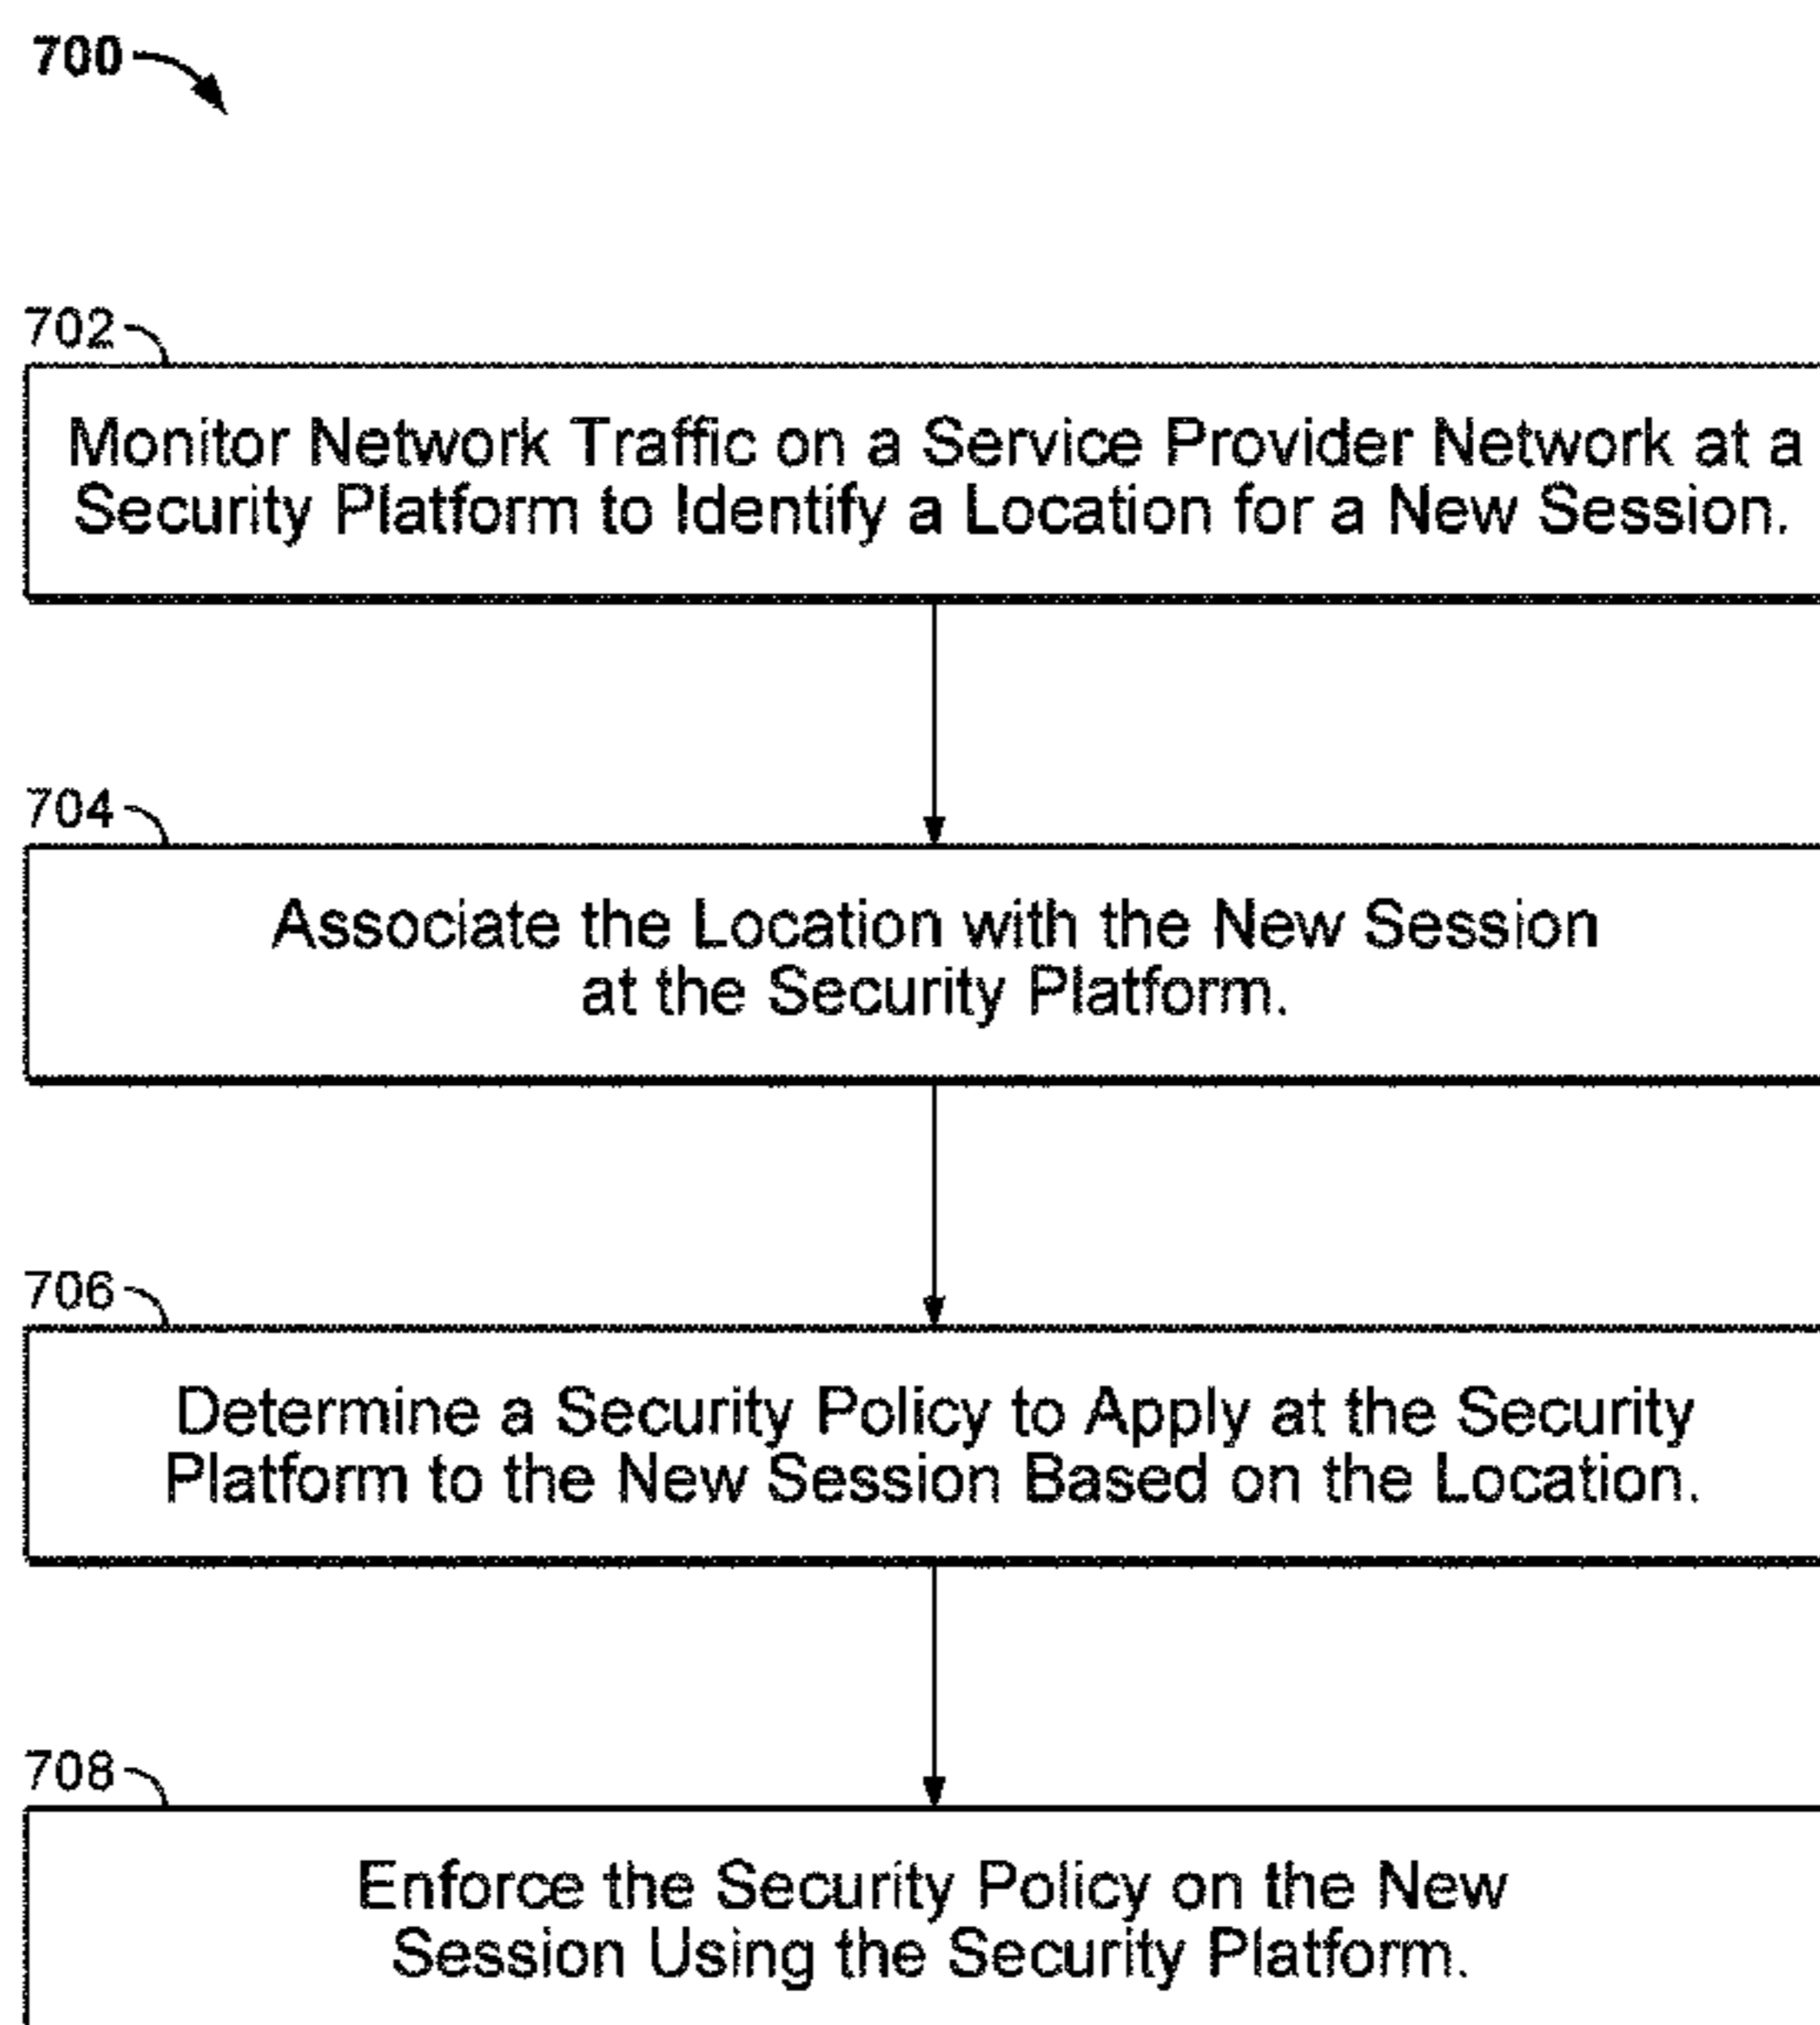 700
702
Monitor Network Traffic on a Service Provider Network at a
Security Platform to Identify a Location for a New Session.
704
Associate the Location with the New Session
at the Security Platform.
706
Determine a Security Policy to Apply at the Security
Platform to the New Session Based on the Location.
708
Enforce the Security Policy on the New
Session Using the Security Platform.